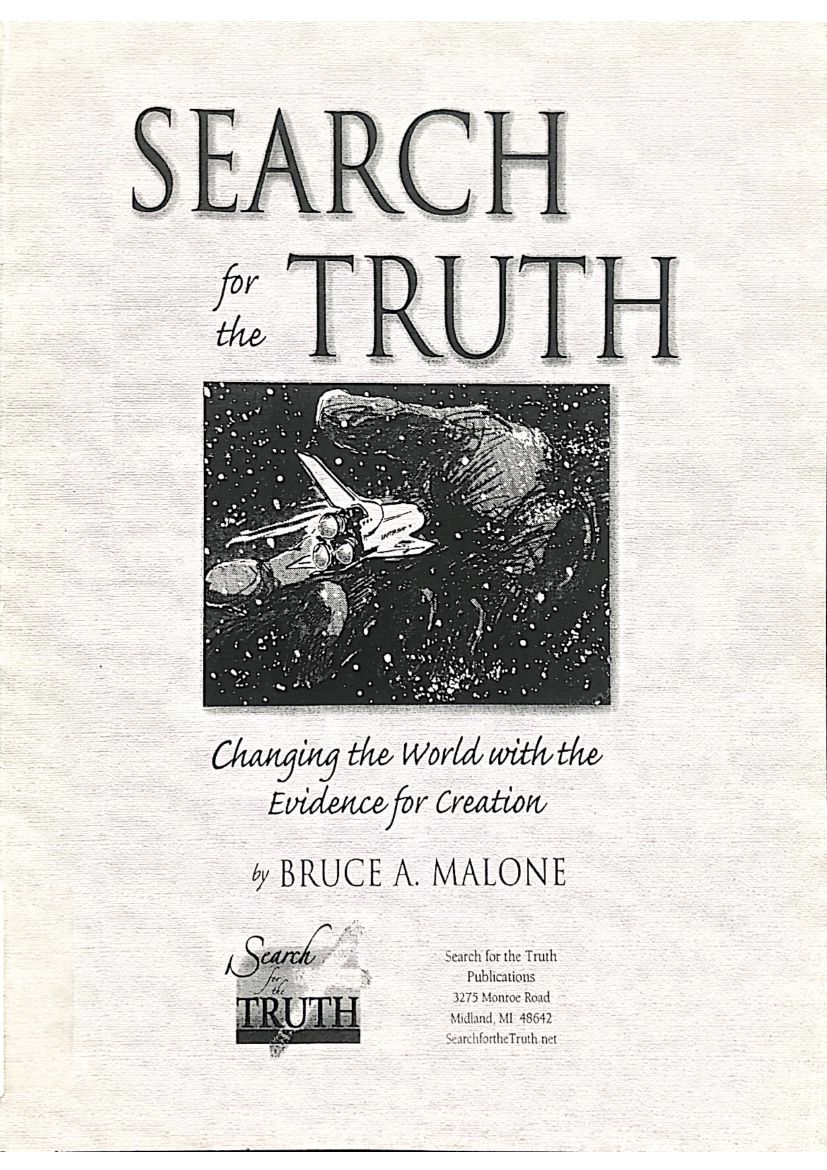 SEARCH
for
the
TRUTH
Changing the World with the
Evidence for Creation
by BRUCE A. MALONE
Search
for
the
TRUTH
Search for the Truth
Publications
3275 Monroe Road
Midland, MI 48642
SearchfortheTruth.net